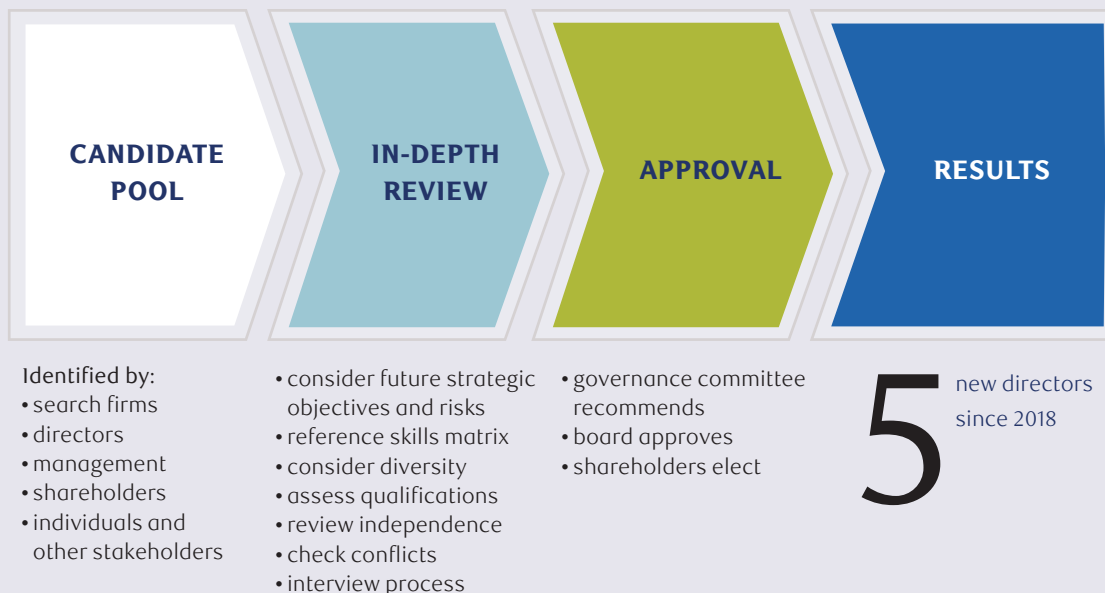 CANDIDATE
POOL
IN-DEPTH
REVIEW
APPROVAL
RESULTS
Identified by:
• search firms
• directors
• management
• shareholders
• individuals and
other stakeholders
• consider future strategic
objectives and risks
• reference skills matrix
• consider diversity
• assess qualifications
• review independence
• check conflicts
• interview process
• governance committee
recommends
• board approves
• shareholders elect
5
new directors
since 2018